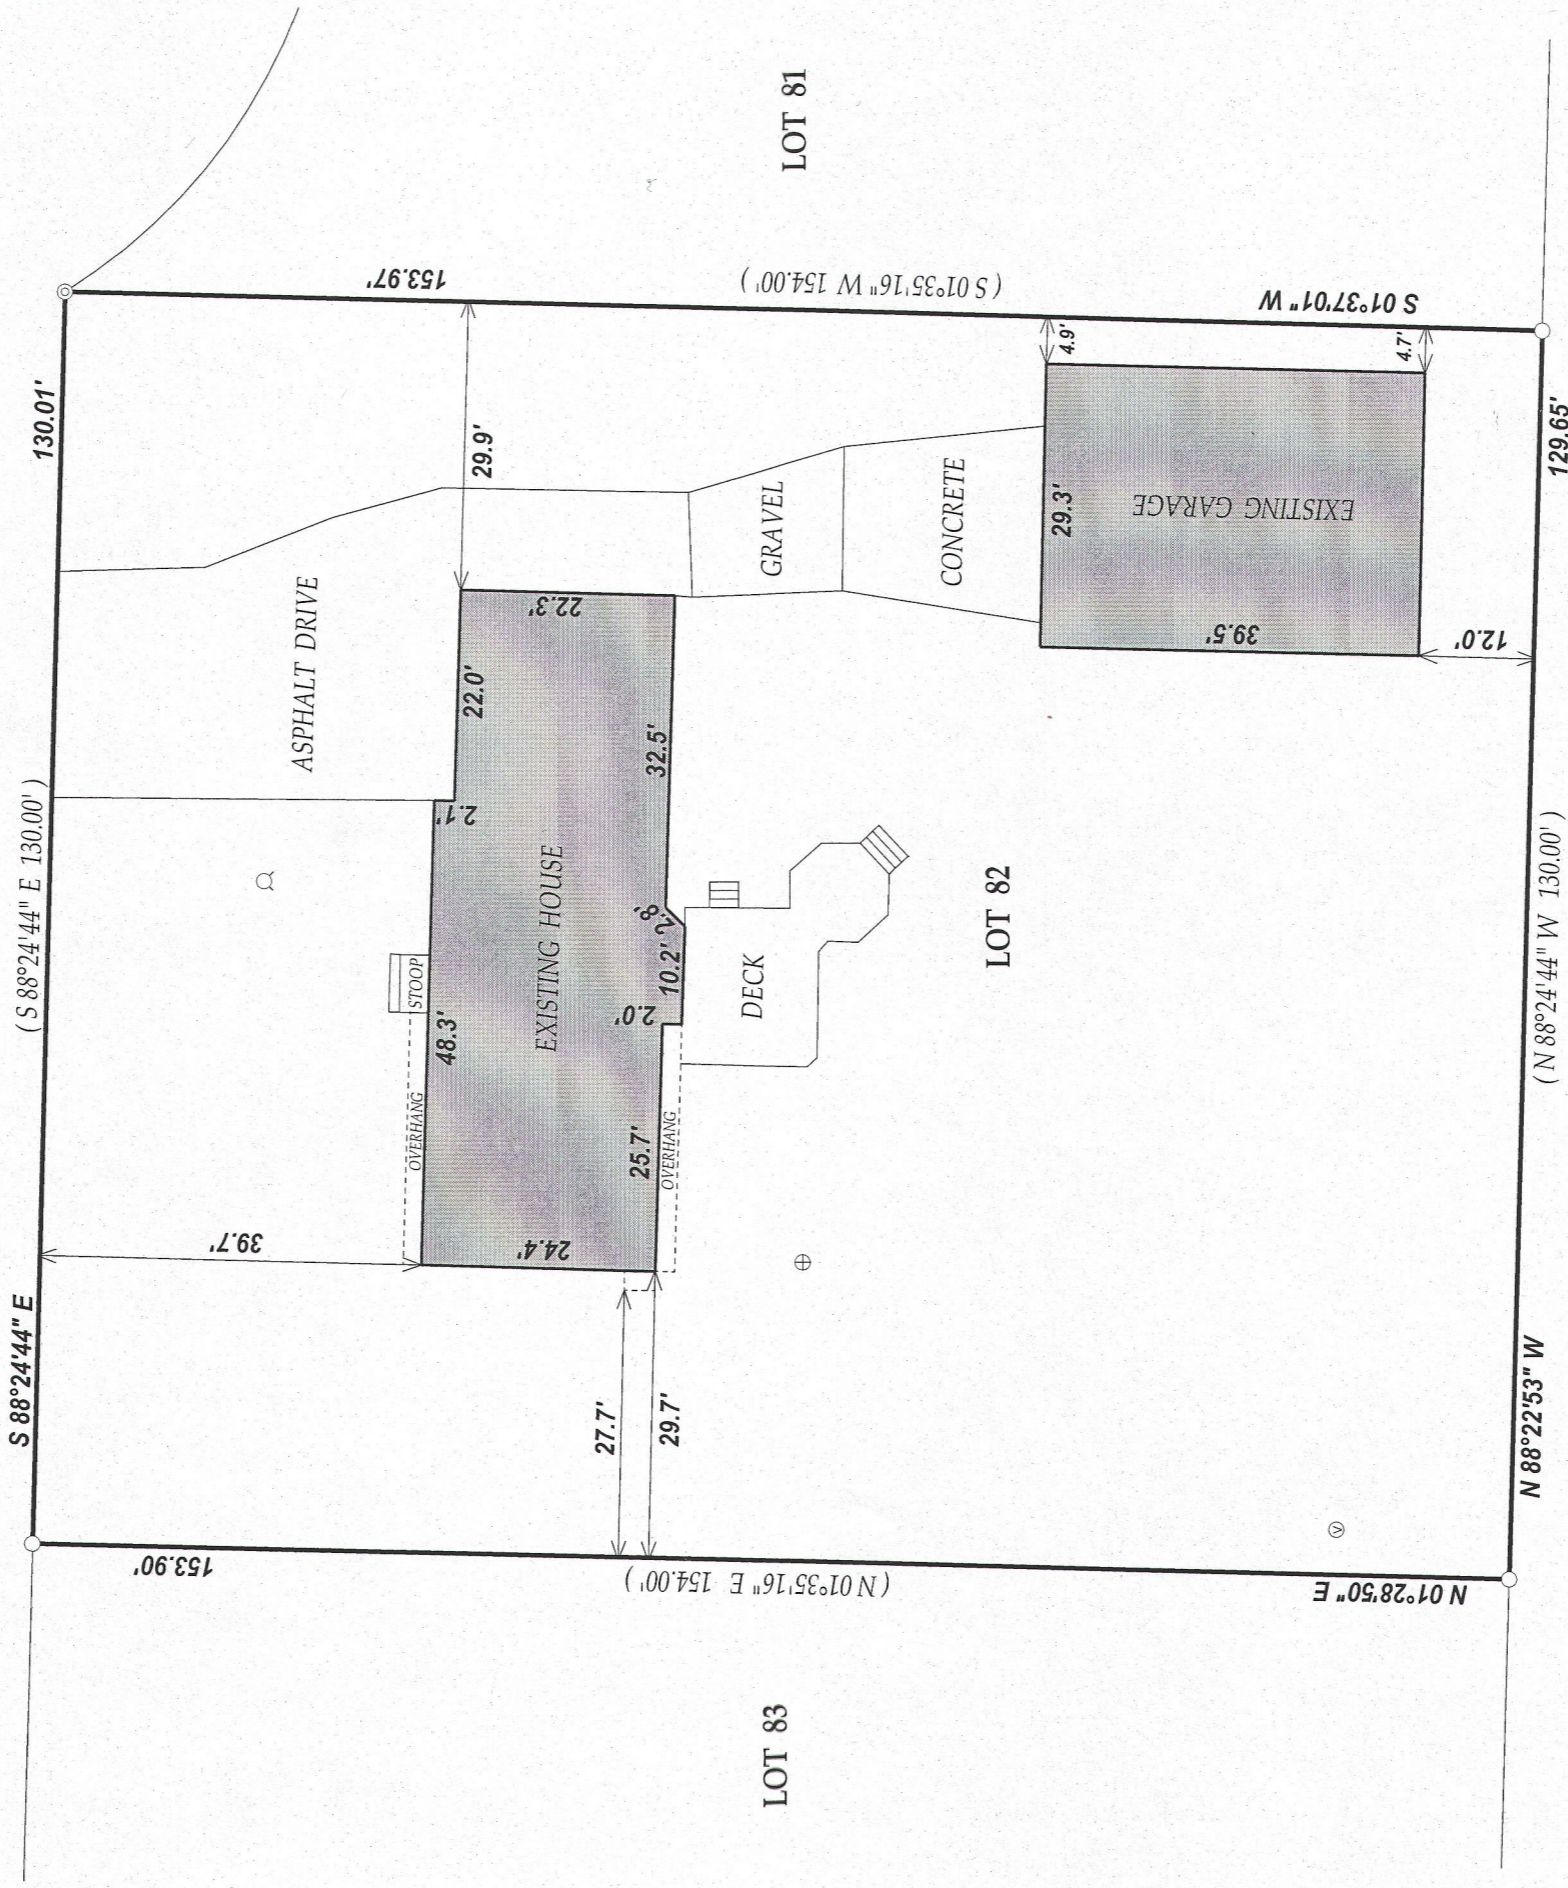 LOT 81
130.01'
( S 88°24'44" E 130.00' )
S 88°24'44" E
153.97'
( S 01°35'16" W 154.00' )
S 01°37'01" W
29.9'
4.9'
4.7'
ASPHALT DRIVE
GRAVEL
CONCRETE
EXISTING GARAGE
29.3'
39.5'
12.0'
22.3'
22.0'
32.5'
2.1'
EXISTING HOUSE
2.8'
10.2'
2.0'
STOOP
48.3'
OVERHANG
25.7'
OVERHANG
24.4'
39.7'
DECK
LOT 82
27.7'
29.7'
V
129.65'
( N 88°24'44" W 130.00' )
N 88°22'53" W
153.90'
( N 01°35'16" E 154.00' )
N 01°28'50" E
LOT 83